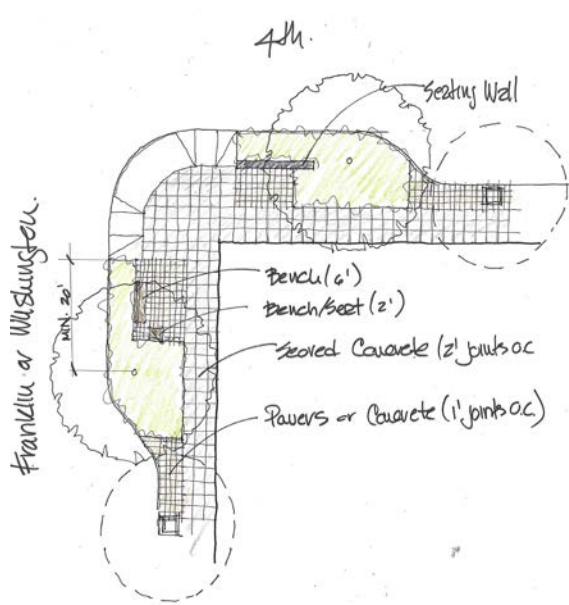 4th.
Seating Wall
Franklin or Washington.
MIN. 20'
Bench (6')
Bench/Seat (2')
Scored Concrete (2' joints o.c
Pavers or Concrete (1' joints O.C.)